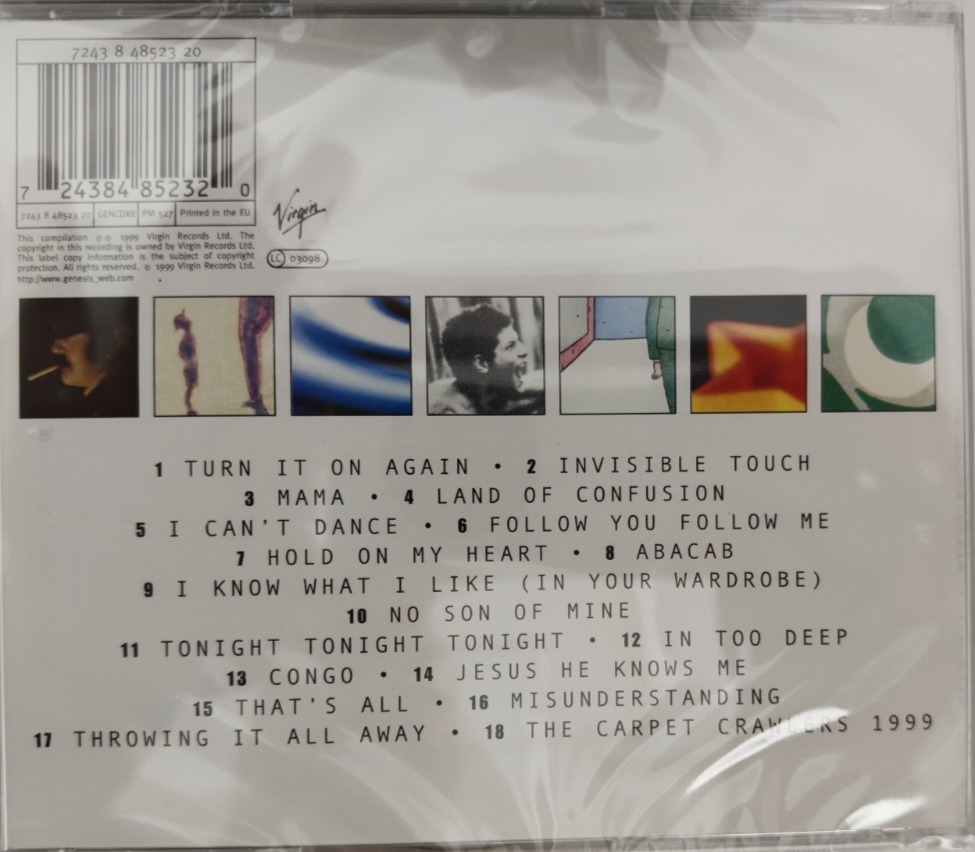 7243 8 48523 20
7 24384 85232 0
7243 8 48523 20 GENCDX8 PM 527 Printed in the EU
This compilation ℗ © 1999 Virgin Records Ltd. The
copyright in this recording is owned by Virgin Records Ltd.
This label copy information is the subject of copyright
protection. All rights reserved. © 1999 Virgin Records Ltd.
http://www.genesis_web.com
Virgin
LC 03098
1 TURN IT ON AGAIN • 2 INVISIBLE TOUCH
3 MAMA • 4 LAND OF CONFUSION
5 I CAN'T DANCE • 6 FOLLOW YOU FOLLOW ME
7 HOLD ON MY HEART • 8 ABACAB
9 I KNOW WHAT I LIKE (IN YOUR WARDROBE)
10 NO SON OF MINE
11 TONIGHT TONIGHT TONIGHT • 12 IN TOO DEEP
13 CONGO • 14 JESUS HE KNOWS ME
15 THAT'S ALL • 16 MISUNDERSTANDING
17 THROWING IT ALL AWAY • 18 THE CARPET CRAWLERS 1999